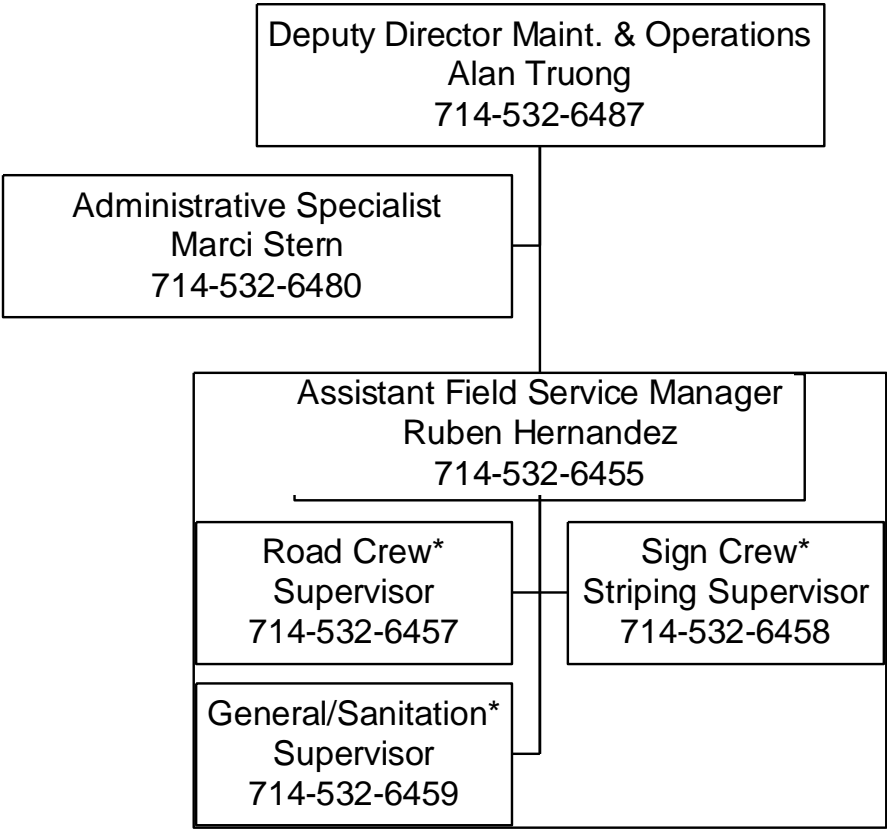 Deputy Director Maint. & Operations
Alan Truong
714-532-6487
Administrative Specialist
Marci Stern
714-532-6480
Assistant Field Service Manager
Ruben Hernandez
714-532-6455
Road Crew*
Supervisor
714-532-6457
Sign Crew*
Striping Supervisor
714-532-6458
General/Sanitation*
Supervisor
714-532-6459